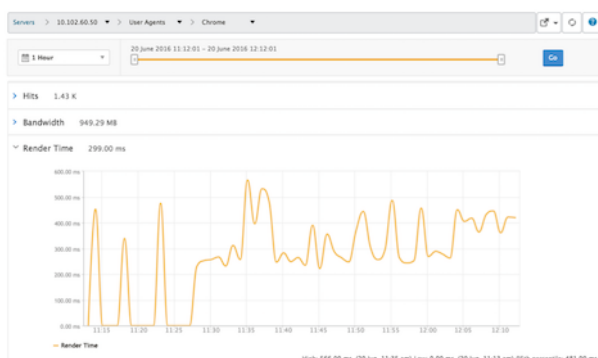 Servers > 10.102.60.50 > User Agents > Chrome
20 June 2016 11:12:01 - 20 June 2016 12:12:01
1 Hour
Go
Hits 1.43 K
Bandwidth 949.29 MB
Render Time 299.00 ms
600.00 ms
500.00 ms
400.00 ms
300.00 ms
200.00 ms
100.00 ms
0.00 ms
11:15 11:20 11:25 11:30 11:35 11:40 11:45 11:50 11:55 12:00 12:05 12:10
Render Time